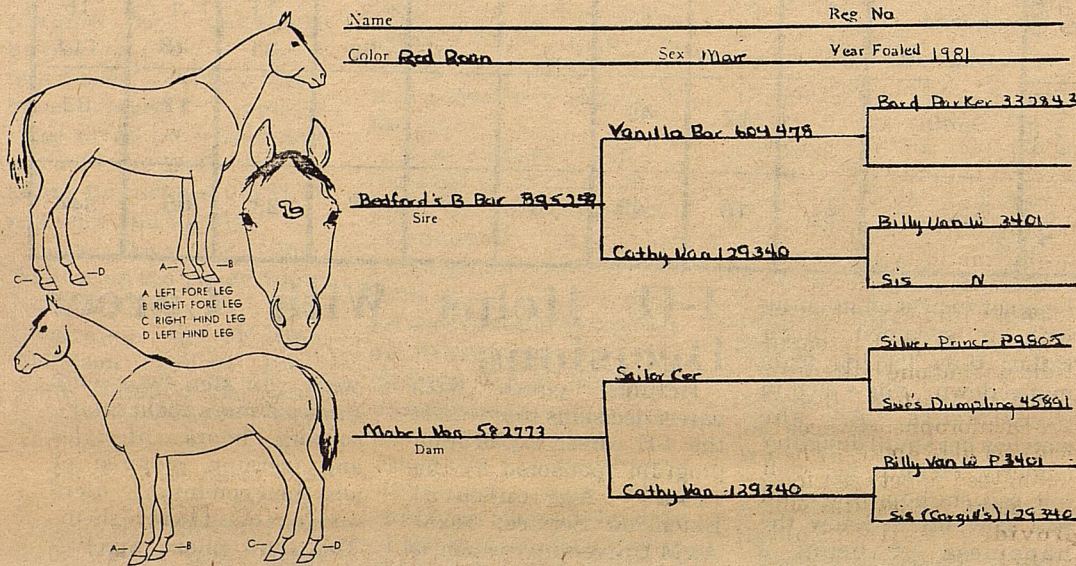 Name Reg No
Color Red Roan Sex Mare Year Foaled 1981
Bard Parker 337843
Vanilla Bar 604478
Bedford's B Bar 895259
Sire
Billy Van W 3401
Cathy Van 129340
Sis N
C D A B
A LEFT FORE LEG
B RIGHT FORE LEG
C RIGHT HIND LEG
D LEFT HIND LEG
Silver Prince P9805
Sailor Cer
Sue's Dumpling 45891
Mabel Van 582773
Dam
Billy Van W P3401
Cathy Van -129340
Sis (Cargill's) 129340
A B C D